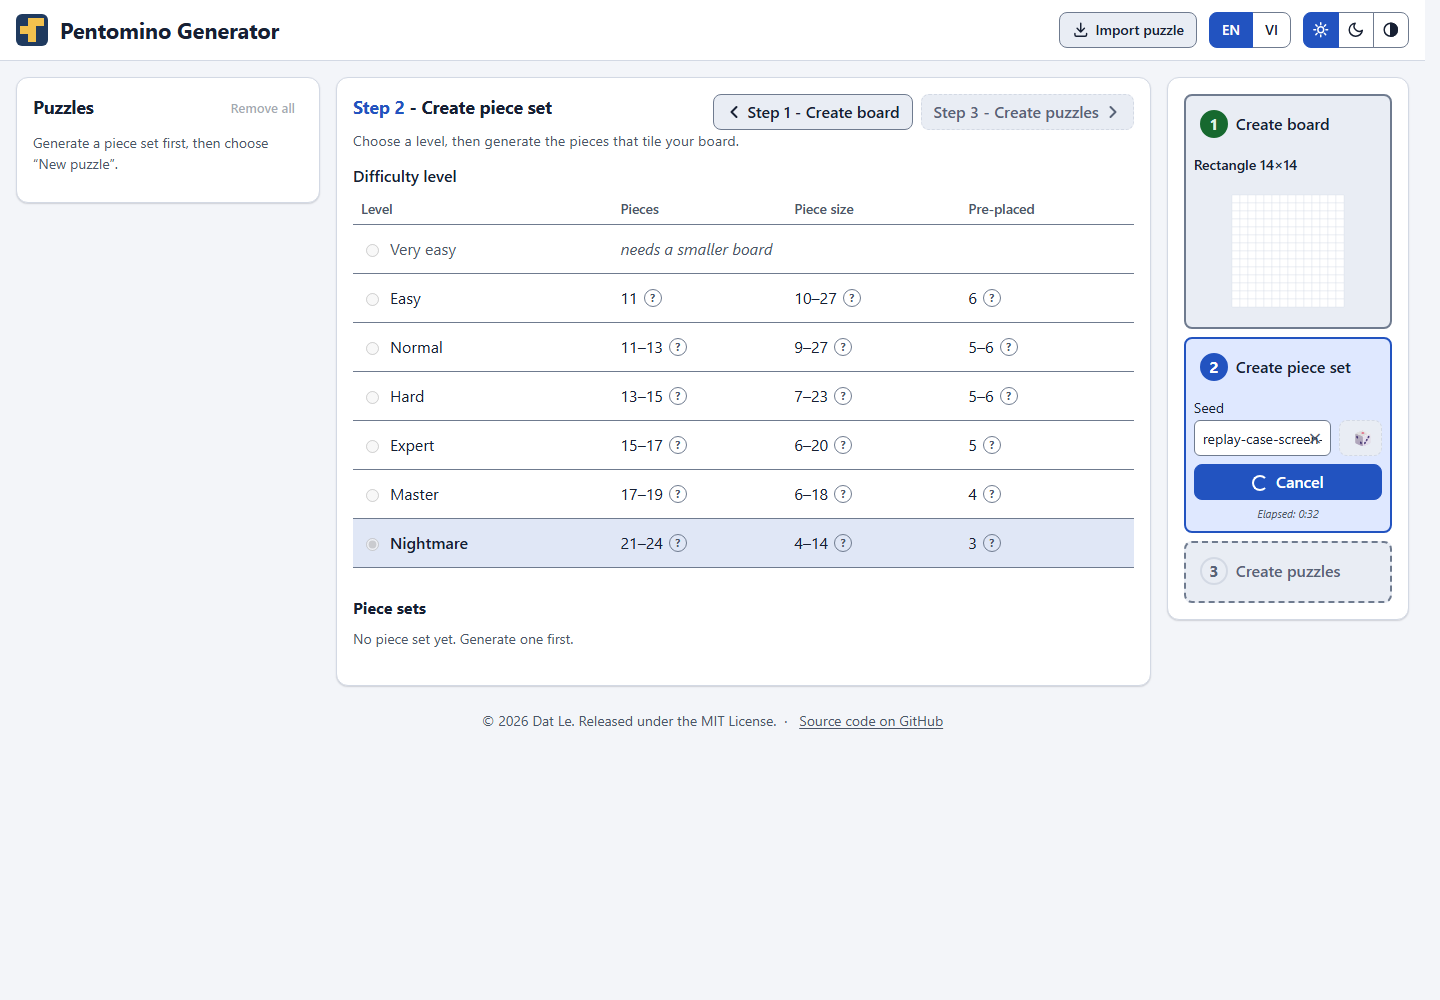 Pentomino Generator
Import puzzle
EN
VI
Puzzles
Remove all
Generate a piece set first, then choose
“New puzzle”.
Step 2 - Create piece set
Step 1 - Create board
Step 3 - Create puzzles
Choose a level, then generate the pieces that tile your board.
Difficulty level
Level Pieces Piece size Pre-placed
Very easy needs a smaller board
Easy 11 ? 10–27 ? 6 ?
Normal 11–13 ? 9–27 ? 5–6 ?
Hard 13–15 ? 7–23 ? 5–6 ?
Expert 15–17 ? 6–20 ? 5 ?
Master 17–19 ? 6–18 ? 4 ?
Nightmare 21–24 ? 4–14 ? 3 ?
Piece sets
No piece set yet. Generate one first.
1 Create board
Rectangle 14×14
2 Create piece set
Seed
replay-case-screen-
Cancel
Elapsed: 0:32
3 Create puzzles
© 2026 Dat Le. Released under the MIT License. · Source code on GitHub